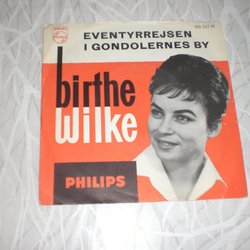 EVENTYRREJSEN
I GONDOLERNES BY
birthe
Wilke
PHILIPS